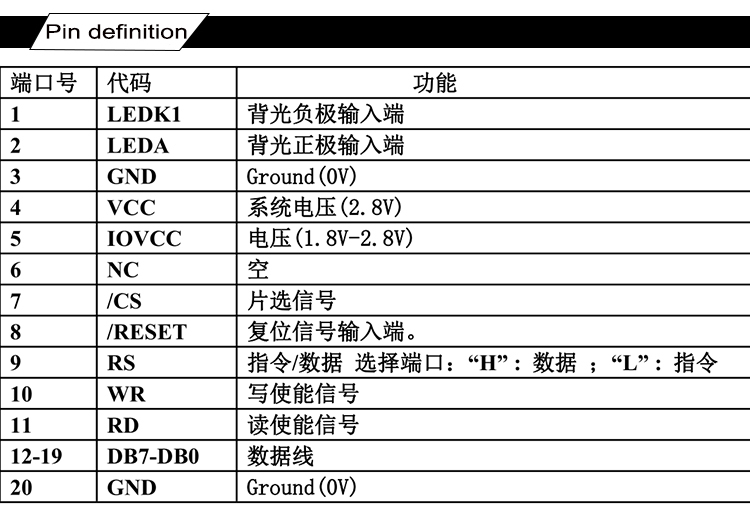 Pin definition
端口号 代码 功能
1 LEDK1 背光负极输入端
2 LEDA 背光正极输入端
3 GND Ground(0V)
4 VCC 系统电压(2.8V)
5 IOVCC 电压(1.8V-2.8V)
6 NC 空
7 /CS 片选信号
8 /RESET 复位信号输入端。
9 RS 指令/数据 选择端口：“H”：数据 ；“L”：指令
10 WR 写使能信号
11 RD 读使能信号
12-19 DB7-DB0 数据线
20 GND Ground(0V)